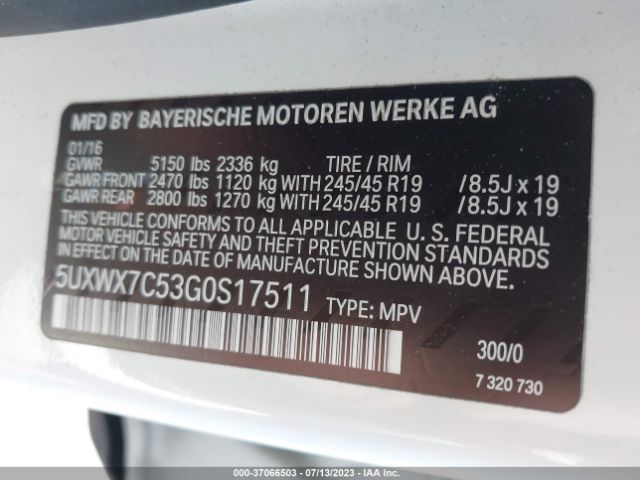 MFD BY BAYERISCHE MOTOREN WERKE AG
01/16
GVWR 5150 lbs 2336 kg TIRE / RIM
GAWR FRONT 2470 lbs 1120 kg WITH 245/45 R19 /8.5J x 19
GAWR REAR 2800 lbs 1270 kg WITH 245/45 R19 /8.5J x 19
THIS VEHICLE CONFORMS TO ALL APPLICABLE U. S. FEDERAL
MOTOR VEHICLE SAFETY AND THEFT PREVENTION STANDARDS
IN EFFECT ON THE DATE OF MANUFACTURE SHOWN ABOVE.
5UXWX7C53G0S17511 TYPE: MPV
300/0
7 320 730
000-37066503 - 07/13/2023 - IAA Inc.